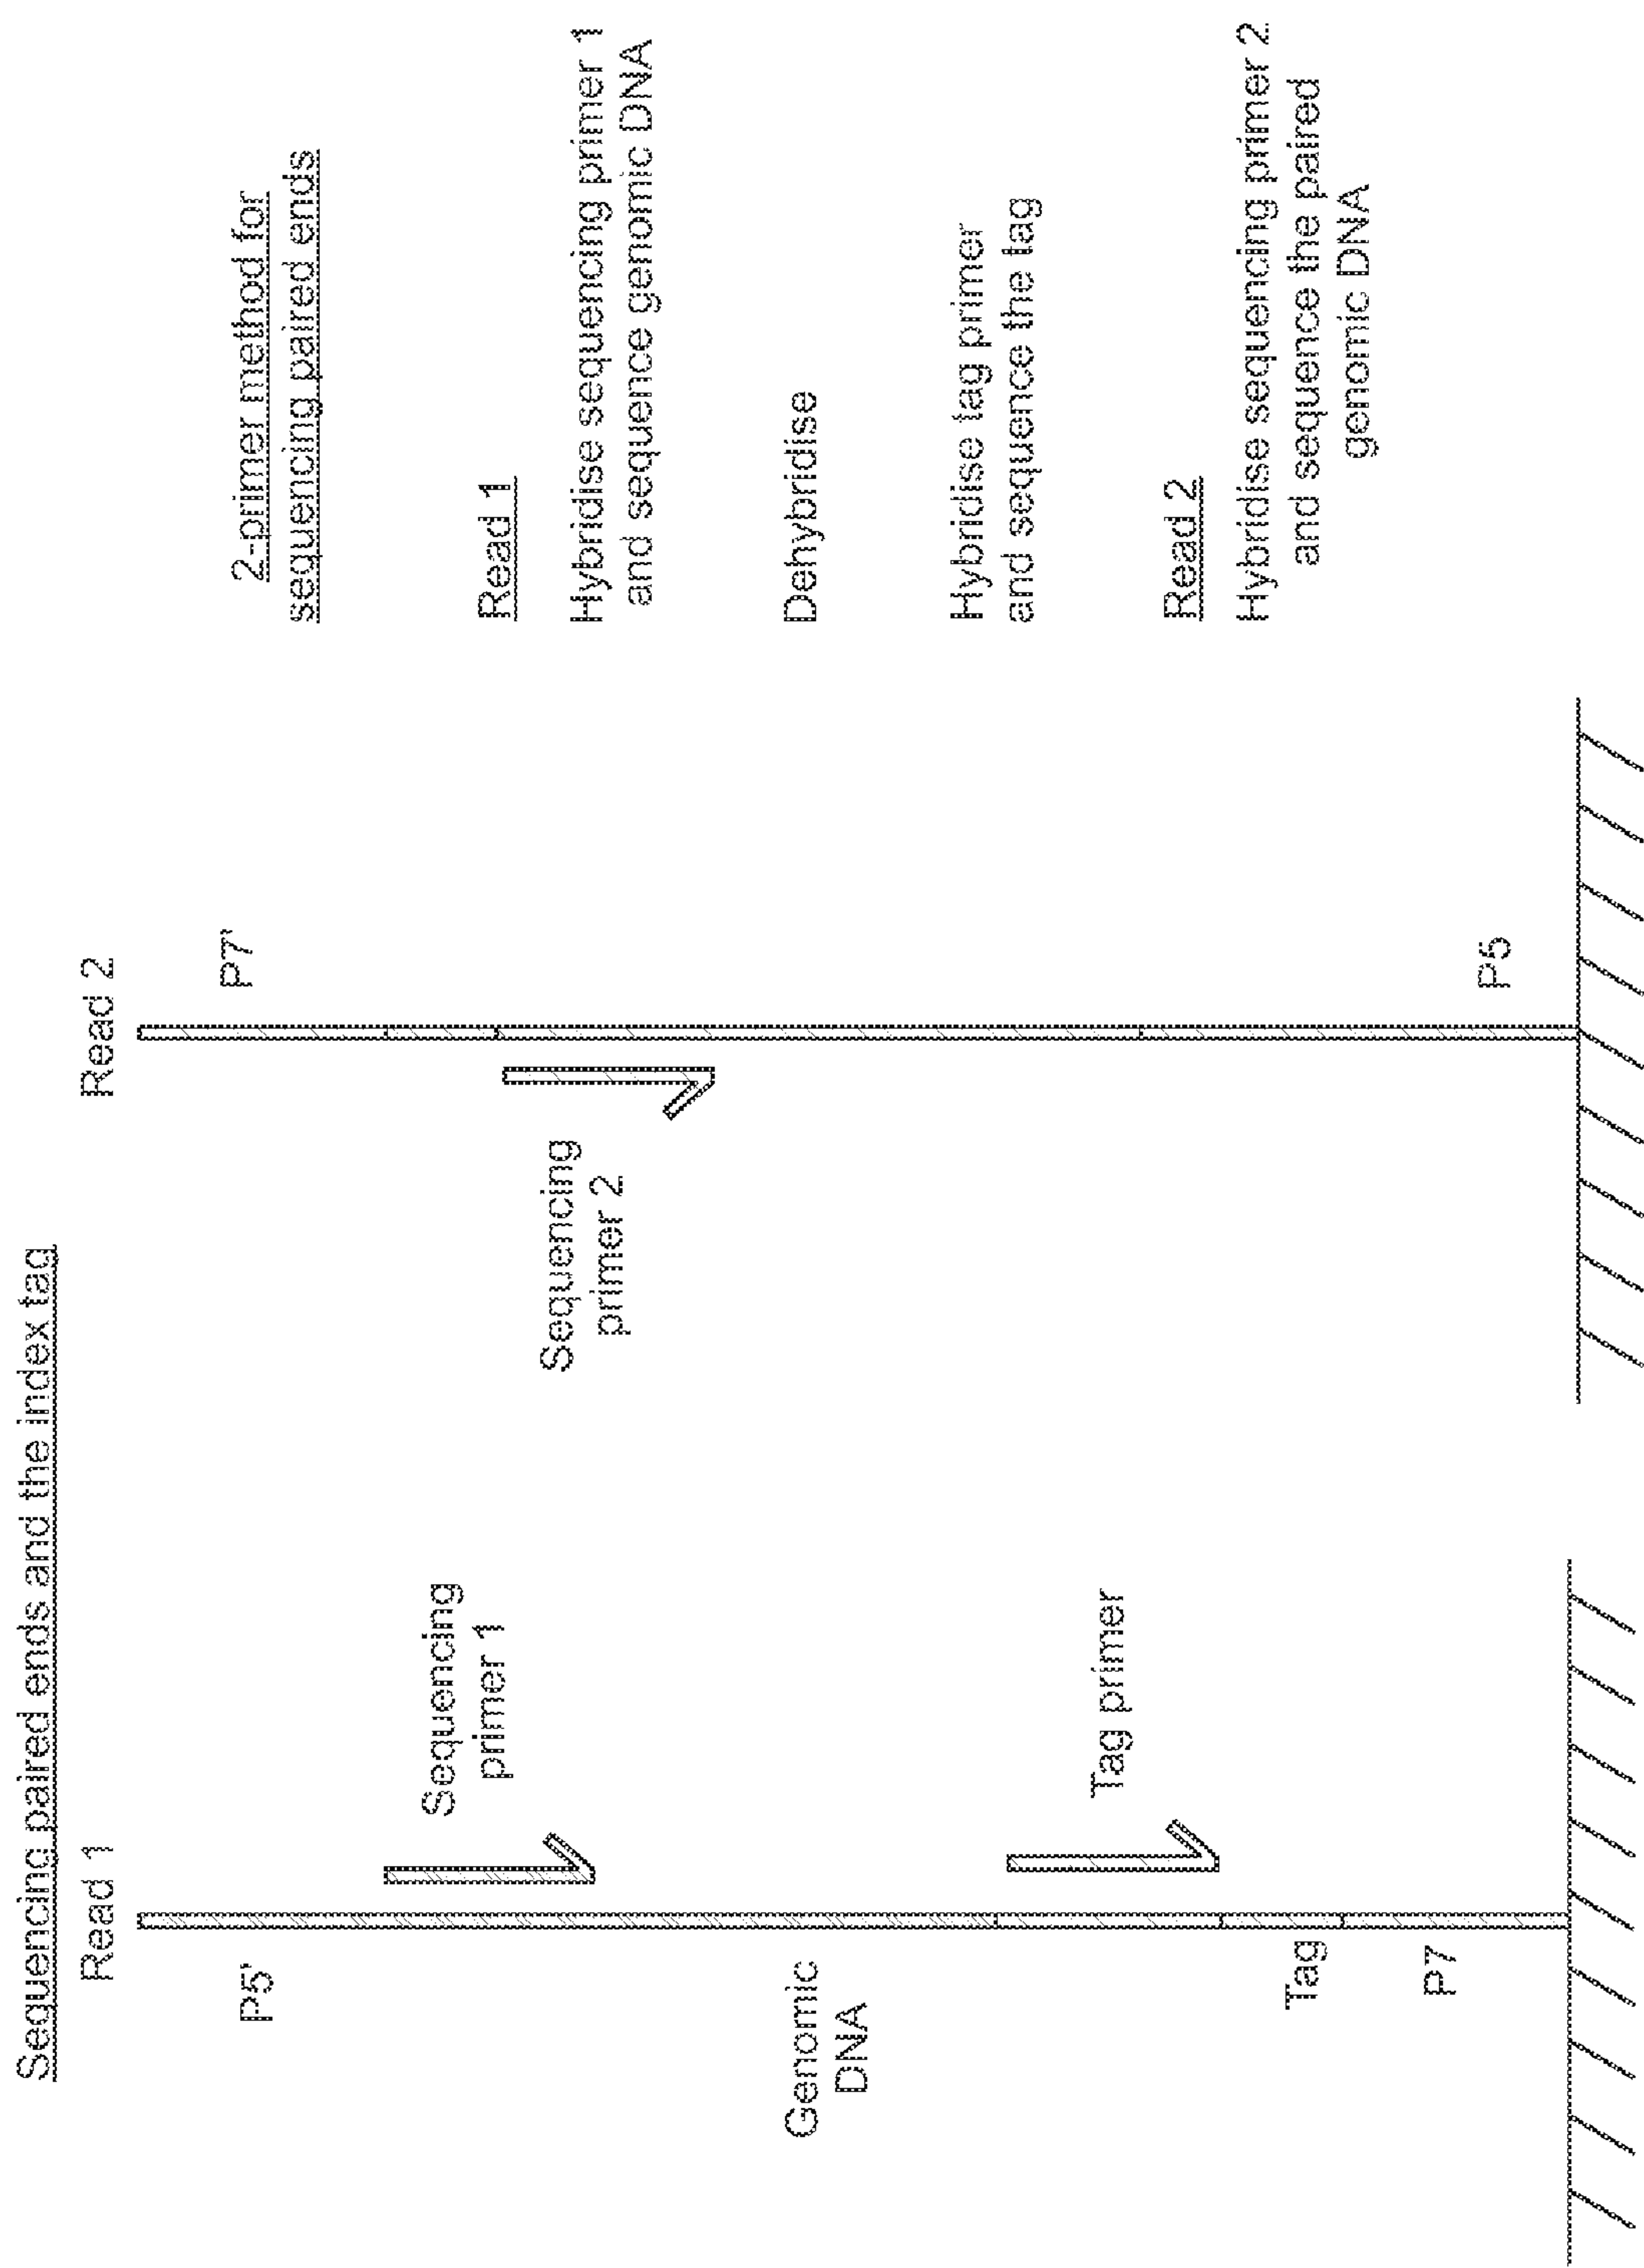 Sequencing paired ends and the index tag
Read 1
P5'
Sequencing
primer 1
Genomic
DNA
Tag primer
Tag
P7
Read 2
P7'
Sequencing
primer 2
P5
2-primer method for
sequencing paired ends
Read 1
Hybridise sequencing primer 1
and sequence genomic DNA
Dehybridise
Hybridise tag primer
and sequence the tag
Read 2
Hybridise sequencing primer 2
and sequence the paired
genomic DNA